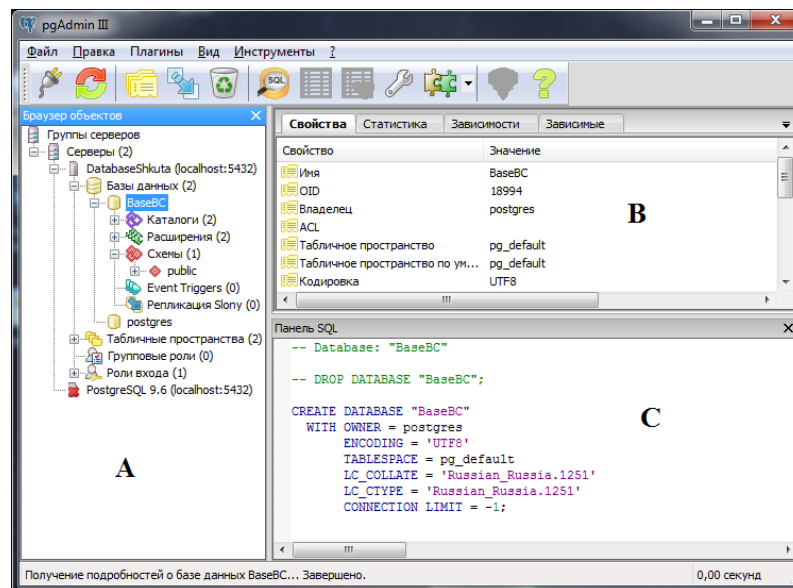 pgAdmin III
Файл Правка Плагины Вид Инструменты ?
SQL
Браузер объектов
Группы серверов
Серверы (2)
DatabaseShkuta (localhost:5432)
Базы данных (2)
BaseBC
Каталоги (2)
Расширения (2)
Схемы (1)
public
Event Triggers (0)
Репликация Slony (0)
postgres
Табличные пространства (2)
Групповые роли (0)
Роли входа (1)
PostgreSQL 9.6 (localhost:5432)
A
Свойства Статистика Зависимости Зависимые
Свойство Значение
Имя BaseBC
OID 18994
Владелец postgres
ACL
Табличное пространство pg_default
Табличное пространство по ум... pg_default
Кодировка UTF8
B
Панель SQL
-- Database: "BaseBC"
-- DROP DATABASE "BaseBC";
CREATE DATABASE "BaseBC"
WITH OWNER = postgres
ENCODING = 'UTF8'
TABLESPACE = pg_default
LC_COLLATE = 'Russian_Russia.1251'
LC_CTYPE = 'Russian_Russia.1251'
CONNECTION LIMIT = -1;
C
Получение подробностей о базе данных BaseBC... Завершено. 0,00 секунд